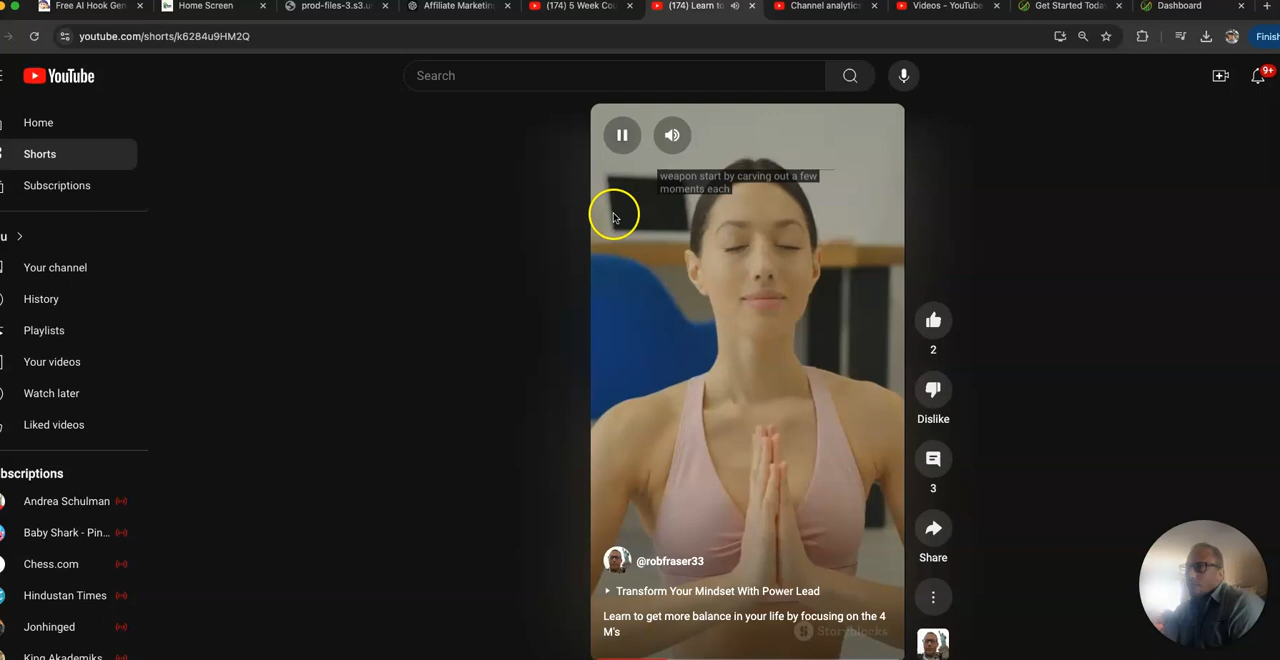 Free AI Hook Gen
Home Screen
prod-files-3.s3.u
Affiliate Marketin
(174) 5 Week Cou
(174) Learn to
Channel analytic
Videos - YouTube
Get Started Toda
Dashboard
youtube.com/shorts/k6284u9HM2Q
Finish
YouTube
Search
9+
Home
Shorts
Subscriptions
u
Your channel
History
Playlists
Your videos
Watch later
Liked videos
bscriptions
Andrea Schulman
Baby Shark - Pin...
Chess.com
Hindustan Times
Jonhinged
King Akademiks
weapon start by carving out a few
moments each
@robfraser33
Transform Your Mindset With Power Lead
Learn to get more balance in your life by focusing on the 4
M's
Storyblocks
2
Dislike
3
Share